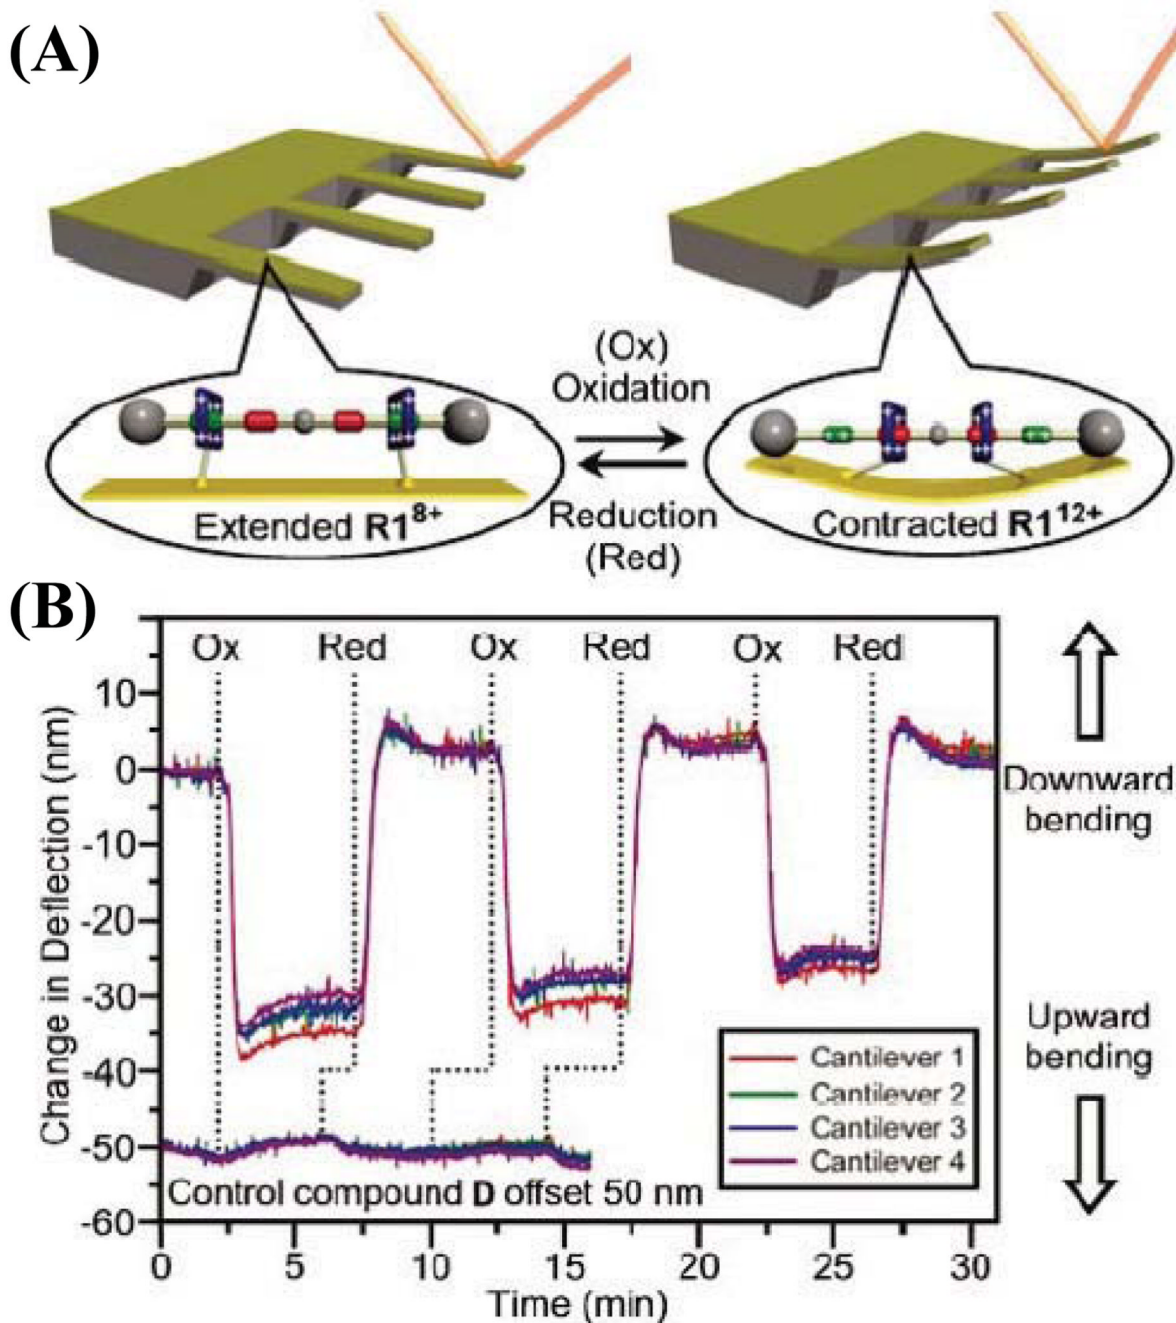 (A)
(Ox)
Oxidation
Reduction
(Red)
Extended R1⁸⁺
Contracted R1¹²⁺
(B)
Ox Red Ox Red Ox Red
Change in Deflection (nm)
10
0
-10
-20
-30
-40
-50
-60
Downward
bending
Upward
bending
Cantilever 1
Cantilever 2
Cantilever 3
Cantilever 4
Control compound D offset 50 nm
0 5 10 15 20 25 30
Time (min)